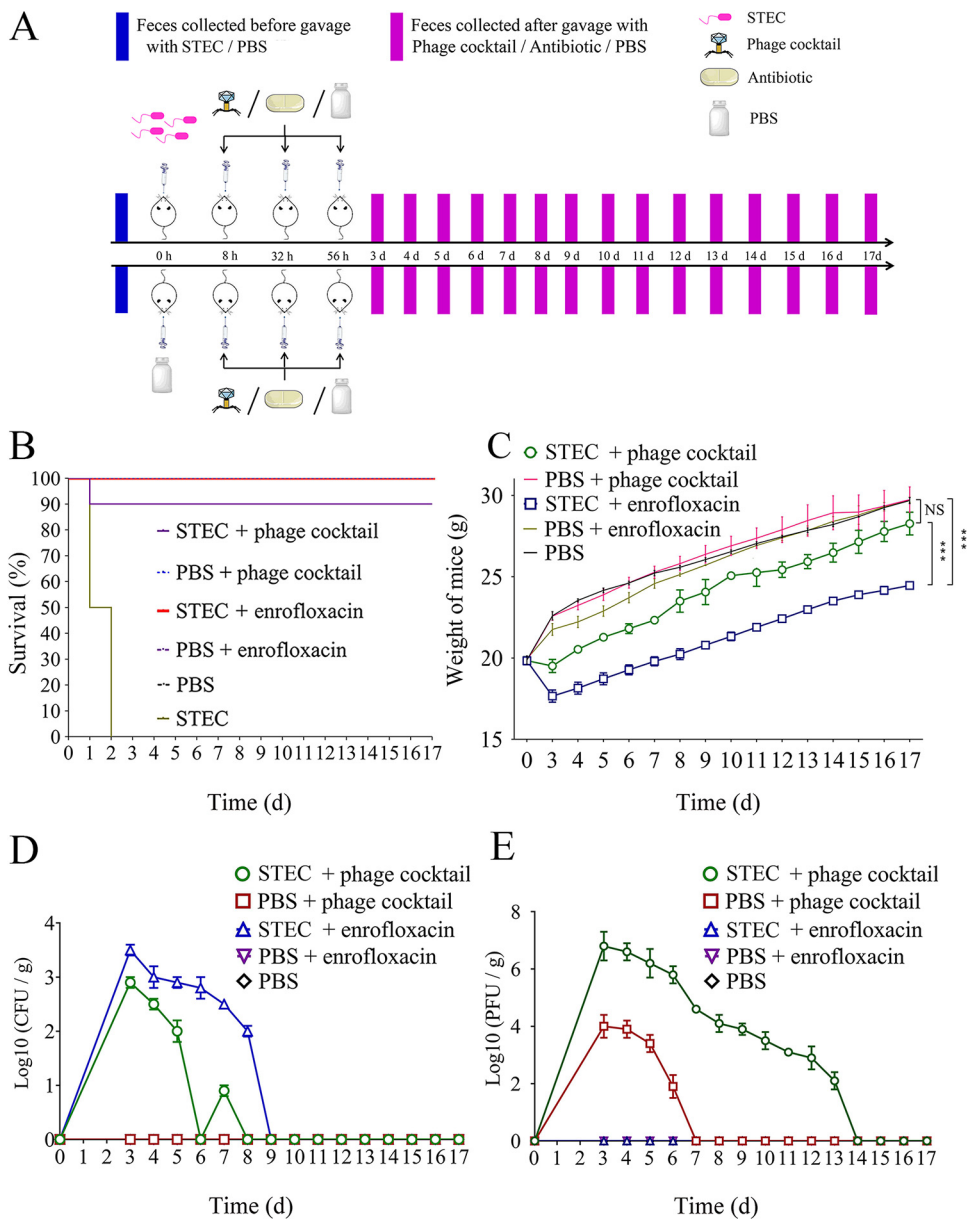 A
Feces collected before gavage
with STEC / PBS
Feces collected after gavage with
Phage cocktail / Antibiotic / PBS
STEC
Phage cocktail
Antibiotic
PBS
/ /
0 h 8 h 32 h 56 h 3 d 4 d 5 d 6 d 7 d 8 d 9 d 10 d 11 d 12 d 13 d 14 d 15 d 16 d 17d
/ /
B
Survival (%)
100
90
80
70
60
50
40
30
20
10
0
STEC + phage cocktail
PBS + phage cocktail
STEC + enrofloxacin
PBS + enrofloxacin
PBS
STEC
0 1 2 3 4 5 6 7 8 9 10 11 12 13 14 15 16 17
Time (d)
C
STEC + phage cocktail
PBS + phage cocktail
STEC + enrofloxacin
PBS + enrofloxacin
PBS
Weight of mice (g)
30
25
20
15
NS
***
***
0 3 4 5 6 7 8 9 10 11 12 13 14 15 16 17
Time (d)
D
STEC + phage cocktail
PBS + phage cocktail
STEC + enrofloxacin
PBS + enrofloxacin
PBS
Log10 (CFU / g)
4
3
2
1
0
0 1 2 3 4 5 6 7 8 9 10 11 12 13 14 15 16 17
Time (d)
E
STEC + phage cocktail
PBS + phage cocktail
STEC + enrofloxacin
PBS + enrofloxacin
PBS
Log10 (PFU / g)
8
6
4
2
0
0 1 2 3 4 5 6 7 8 9 10 11 12 13 14 15 16 17
Time (d)